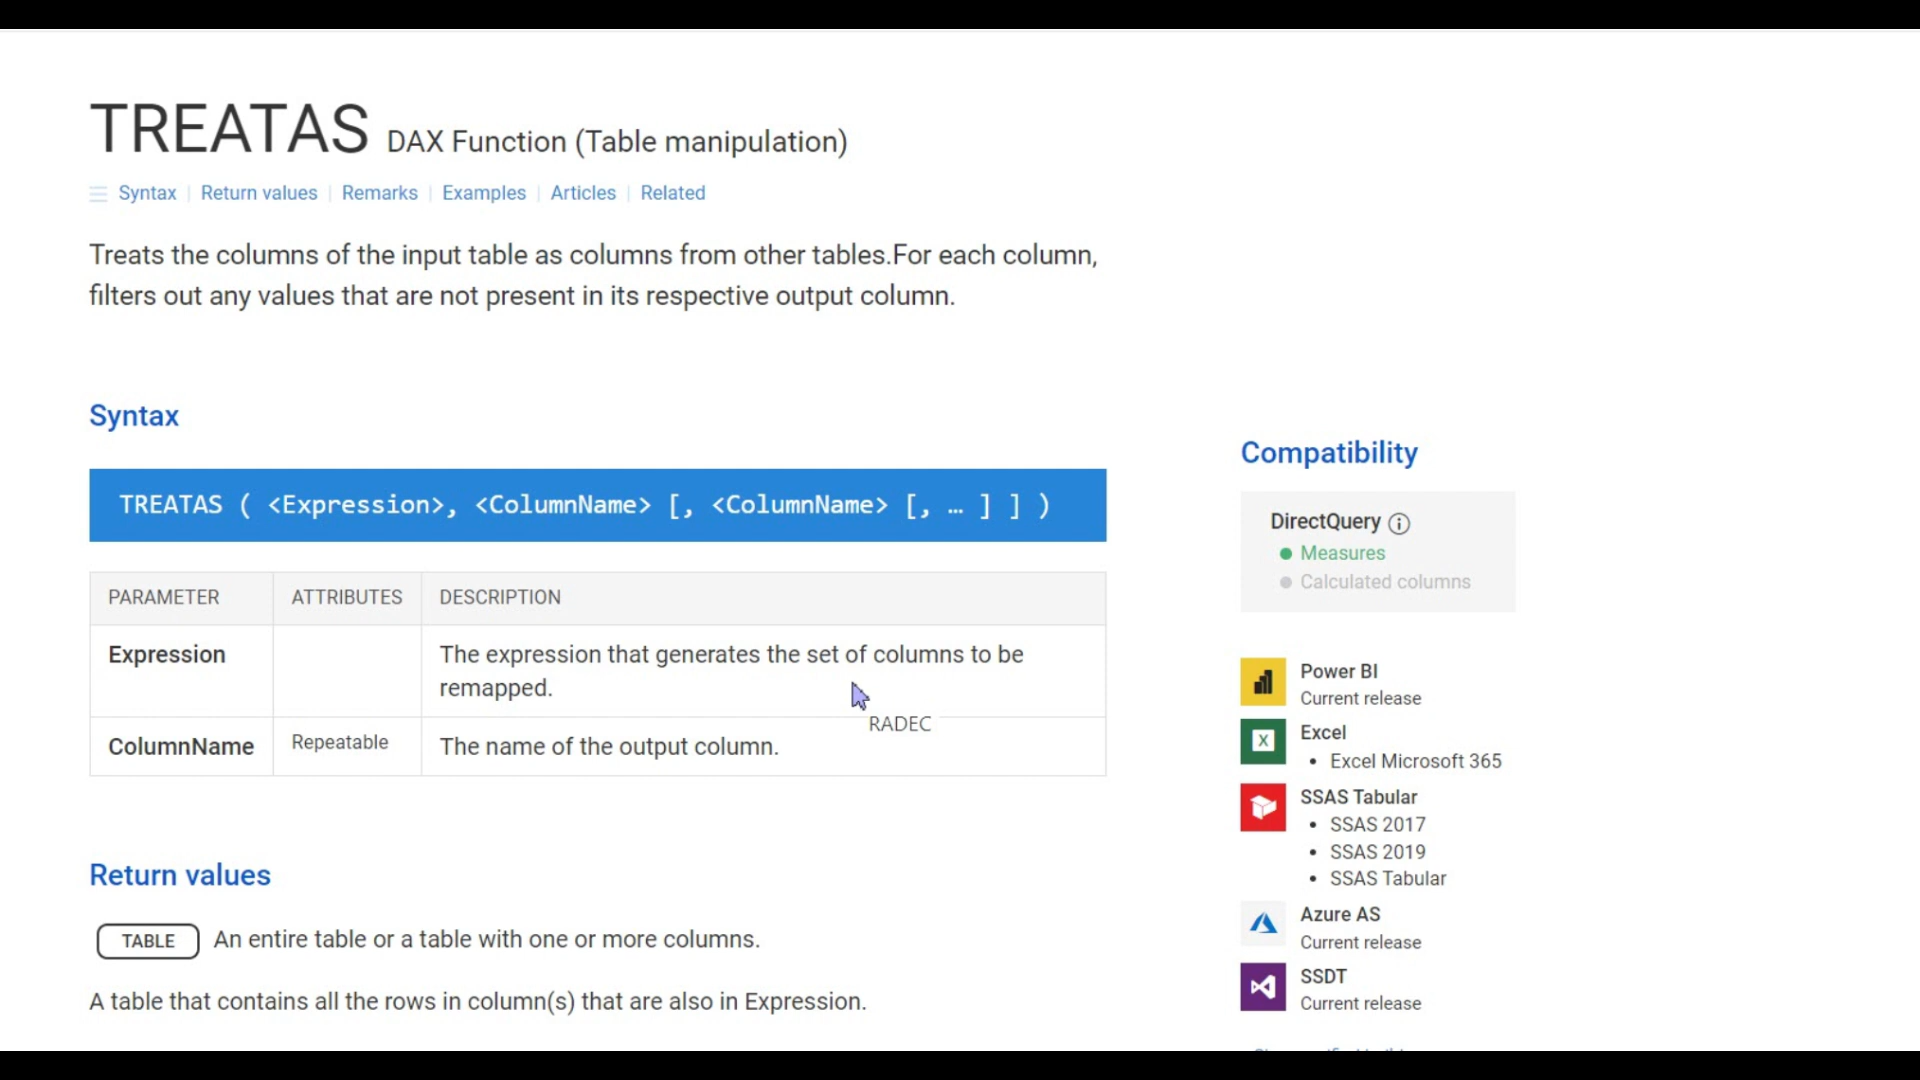 TREATAS DAX Function (Table manipulation)
Syntax | Return values | Remarks | Examples | Articles | Related
Treats the columns of the input table as columns from other tables.For each column,
filters out any values that are not present in its respective output column.
Syntax
TREATAS ( <Expression>, <ColumnName> [, <ColumnName> [, … ] ] )
PARAMETER ATTRIBUTES DESCRIPTION
Expression The expression that generates the set of columns to be
remapped.
RADEC
ColumnName Repeatable The name of the output column.
Return values
TABLE An entire table or a table with one or more columns.
A table that contains all the rows in column(s) that are also in Expression.
Compatibility
DirectQuery
Measures
Calculated columns
Power BI
Current release
Excel
• Excel Microsoft 365
SSAS Tabular
• SSAS 2017
• SSAS 2019
• SSAS Tabular
Azure AS
Current release
SSDT
Current release